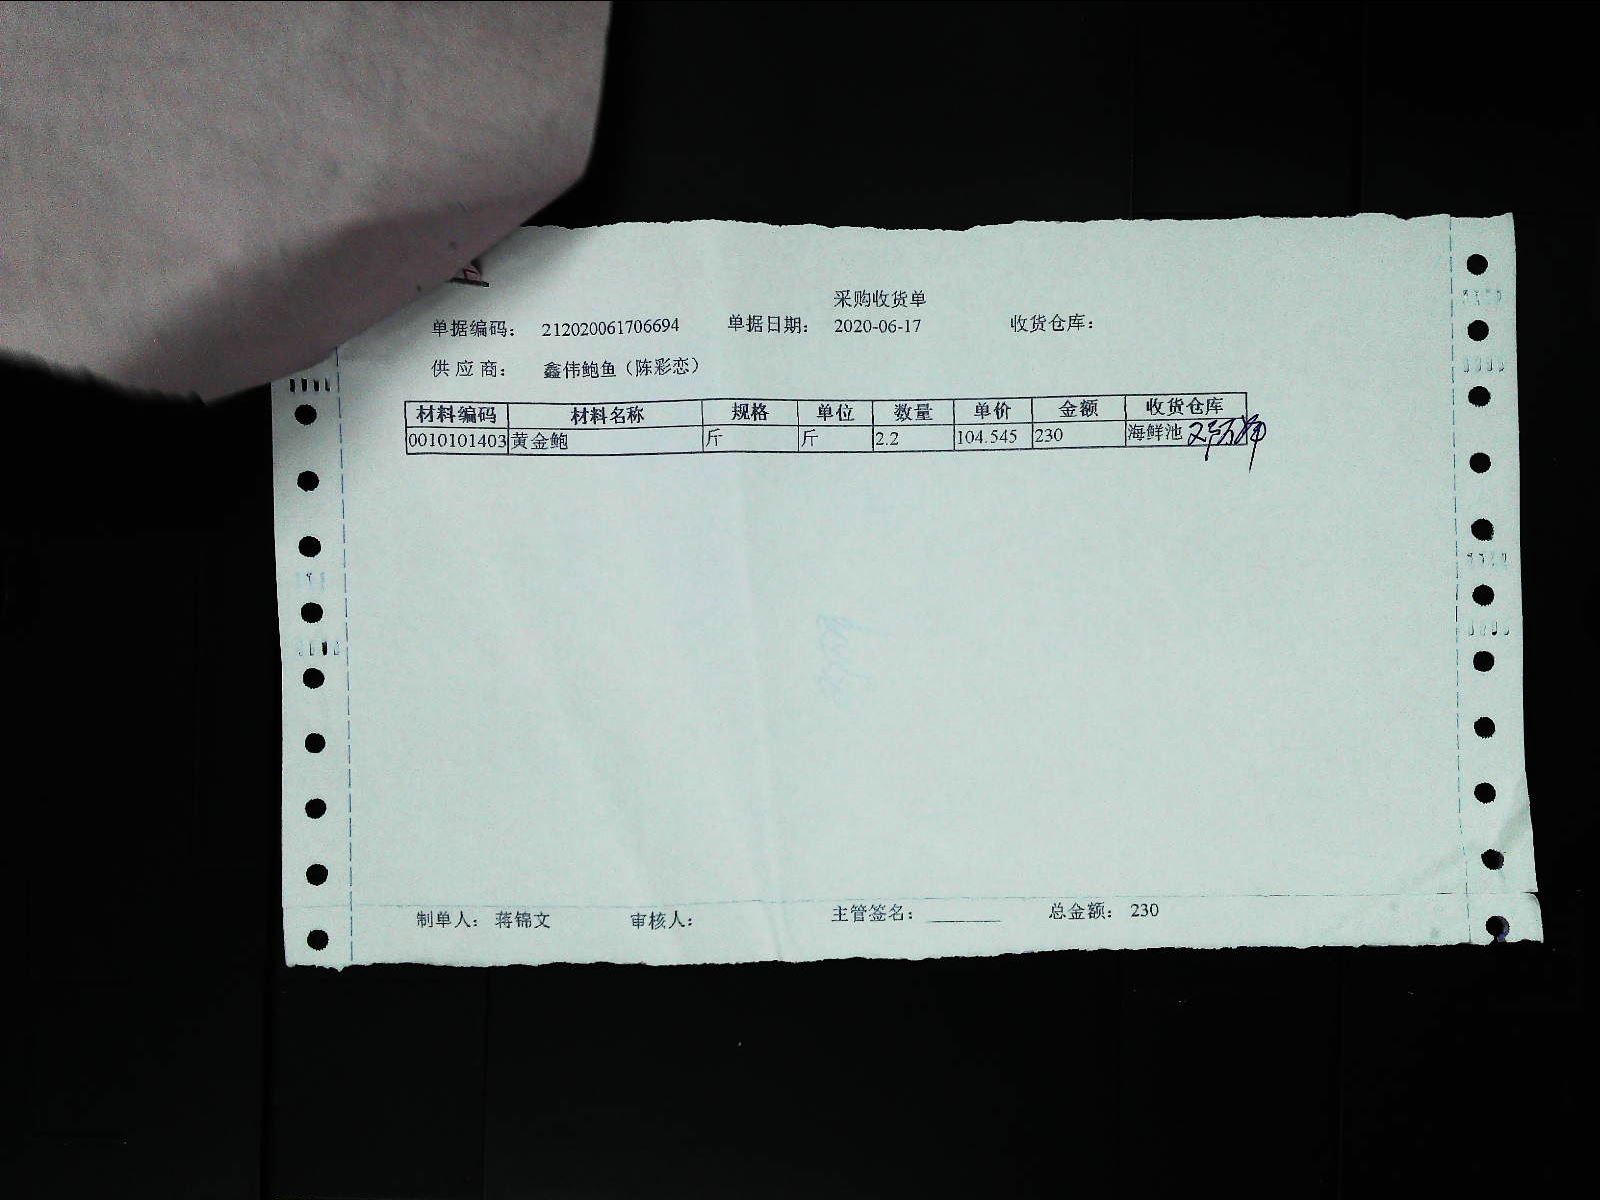 采购收货单
单据编码： 212020061706694 单据日期： 2020-06-17 收货仓库：
供 应 商： 鑫伟鲍鱼（陈彩恋）
材料编码 材料名称 规格 单位 数量 单价 金额 收货仓库
0010101403 黄金鲍 斤 斤 2.2 104.545 230 海鲜池
制单人： 蒋锦文 审核人： 主管签名： ________ 总金额： 230